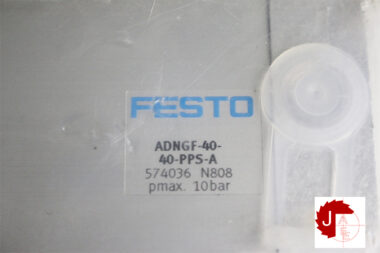 FESTO
ADNGF-40-
40-PPS-A
574036 N808
pmax. 10bar